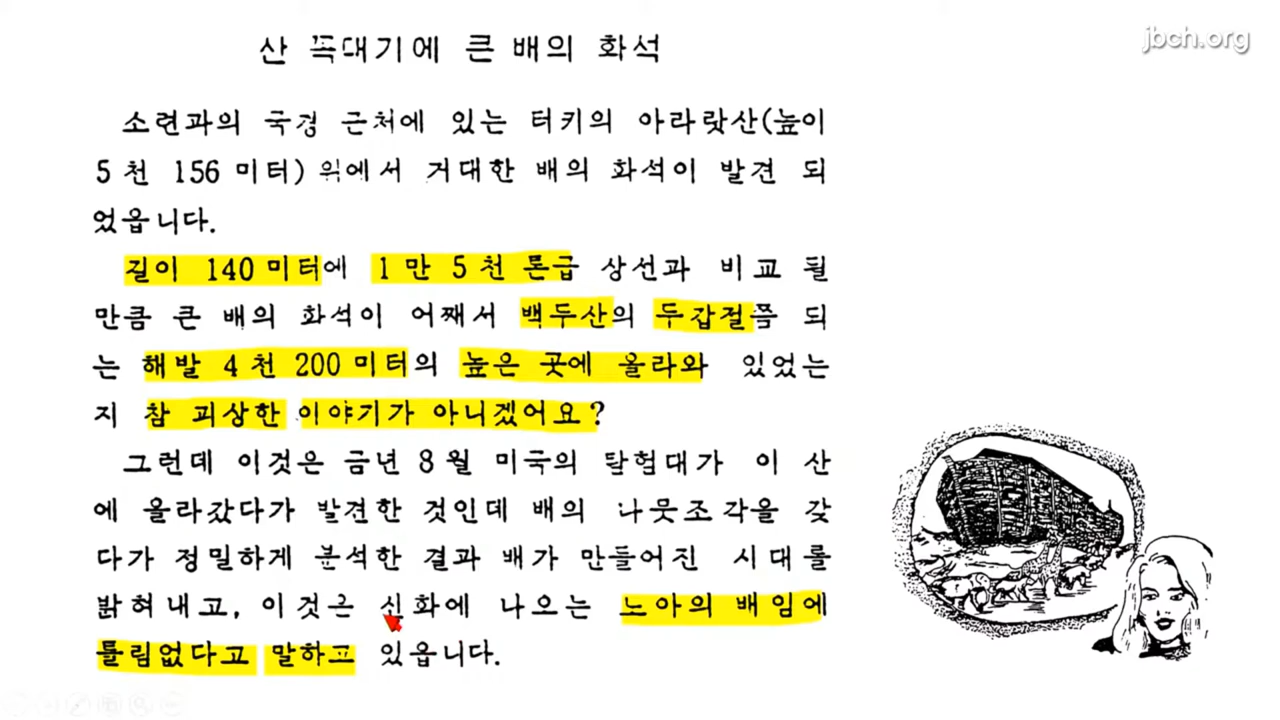 jbch.org
산 꼭대기에 큰 배의 화석
소련과의 국경 근처에 있는 터키의 아라랏산(높이
5천 156미터) 위에서 거대한 배의 화석이 발견 되
었읍니다.
길이 140미터에 1만 5천 톤급 상선과 비교 될
만큼 큰 배의 화석이 어째서 백두산의 두갑절쯤 되
는 해발 4천 200미터의 높은 곳에 올라와 있었는
지 참 괴상한 이야기가 아니겠어요?
그런데 이것은 금년 8월 미국의 탐험대가 이 산
에 올라갔다가 발견한 것인데 배의 나뭇조각을 갖
다가 정밀하게 분석한 결과 배가 만들어진 시대를
밝혀내고, 이것은 신화에 나오는 노아의 배임에
틀림없다고 말하고 있읍니다.